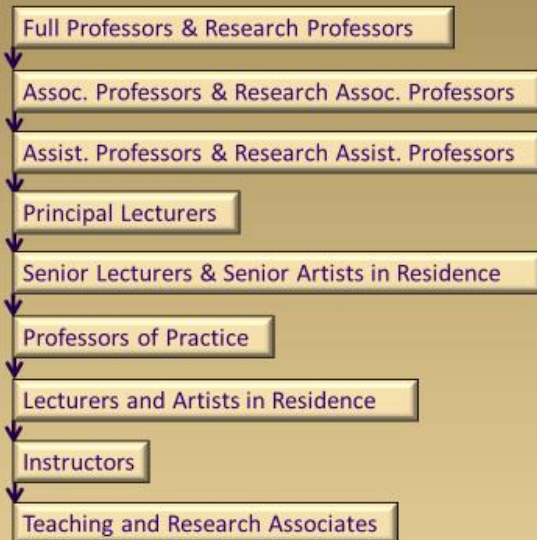 Full Professors & Research Professors
Assoc. Professors & Research Assoc. Professors
Assist. Professors & Research Assist. Professors
Principal Lecturers
Senior Lecturers & Senior Artists in Residence
Professors of Practice
Lecturers and Artists in Residence
Instructors
Teaching and Research Associates